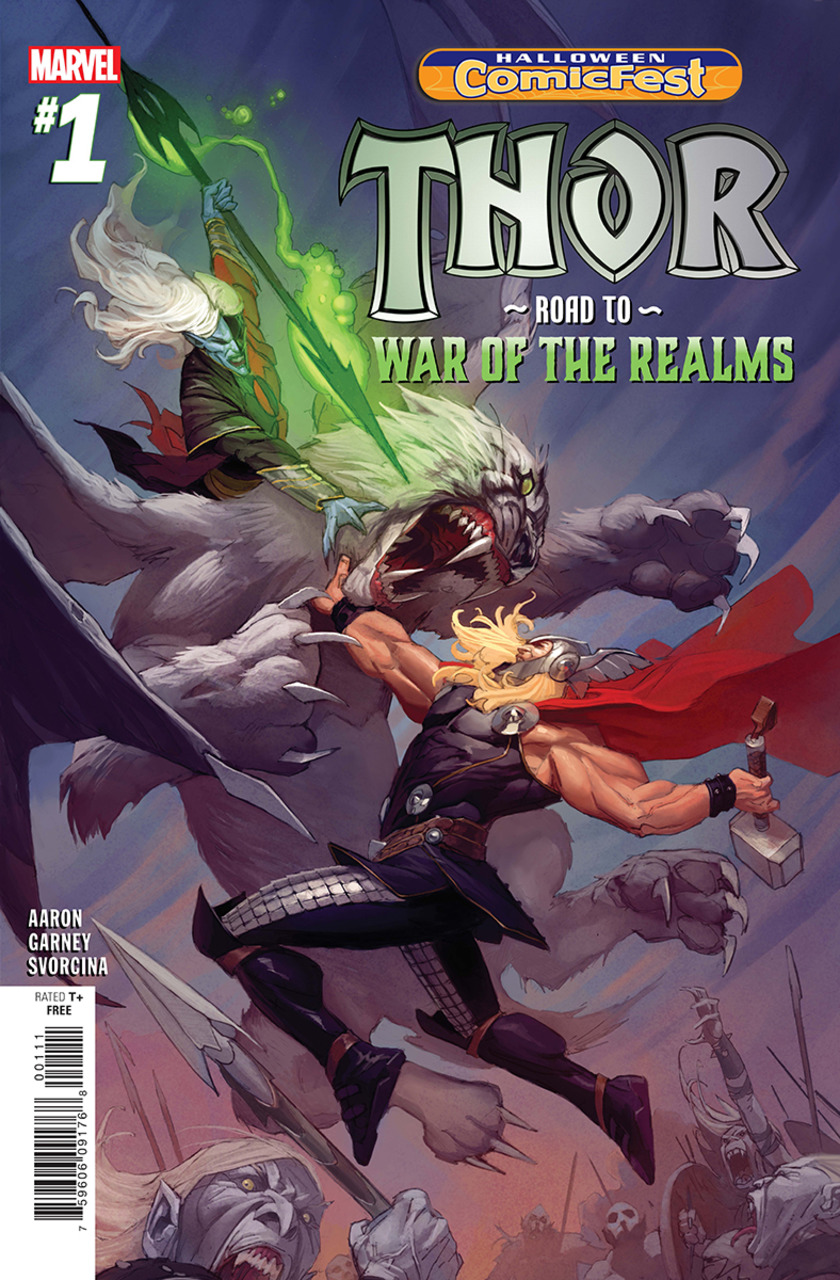 MARVEL
#1
HALLOWEEN
COMICFEST
THOR
~ ROAD TO ~
WAR OF THE REALMS
AARON
GARNEY
SVORCINA
RATED T+
FREE
00111
7 59606 09176 8